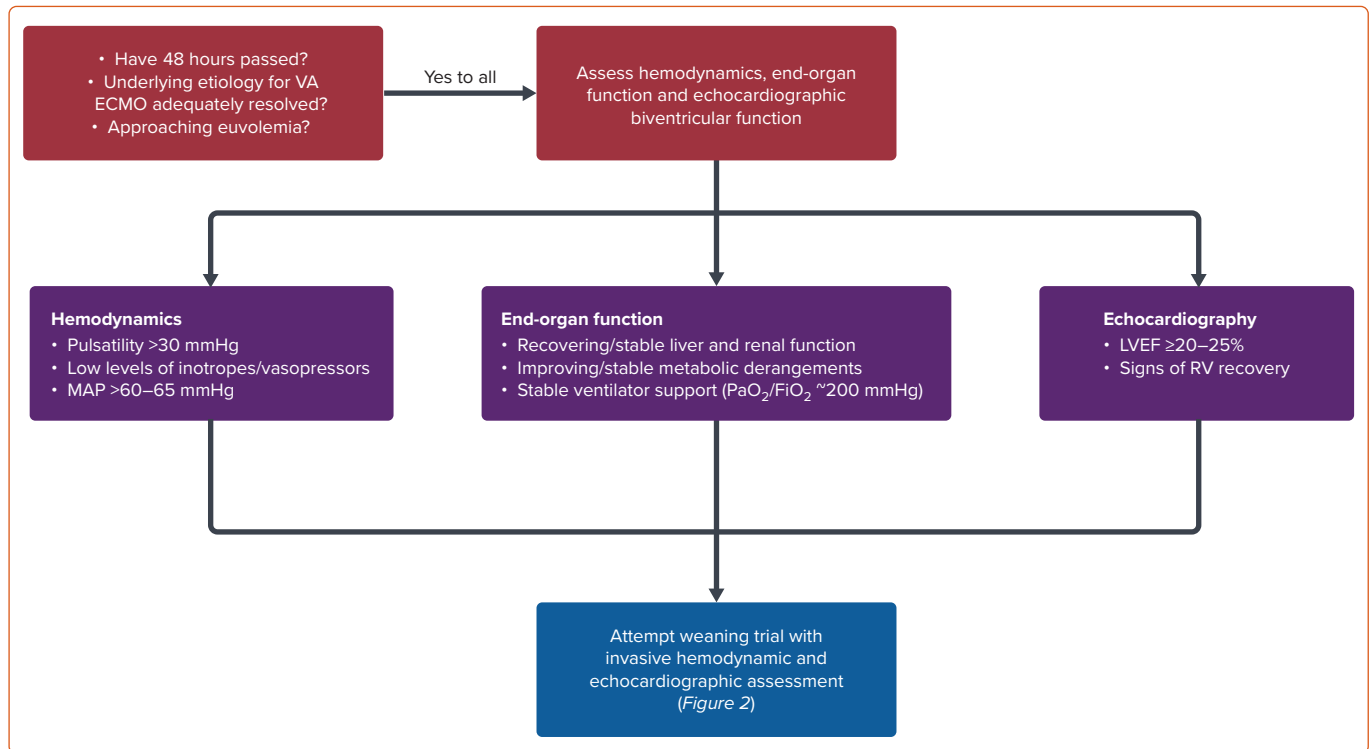 • Have 48 hours passed?
• Underlying etiology for VA
ECMO adequately resolved?
• Approaching euvolemia?
Yes to all
Assess hemodynamics, end-organ
function and echocardiographic
biventricular function
Hemodynamics
• Pulsatility >30 mmHg
• Low levels of inotropes/vasopressors
• MAP >60–65 mmHg
End-organ function
• Recovering/stable liver and renal function
• Improving/stable metabolic derangements
• Stable ventilator support (PaO₂/FiO₂ ~200 mmHg)
Echocardiography
• LVEF ≥20–25%
• Signs of RV recovery
Attempt weaning trial with
invasive hemodynamic and
echocardiographic assessment
(Figure 2)